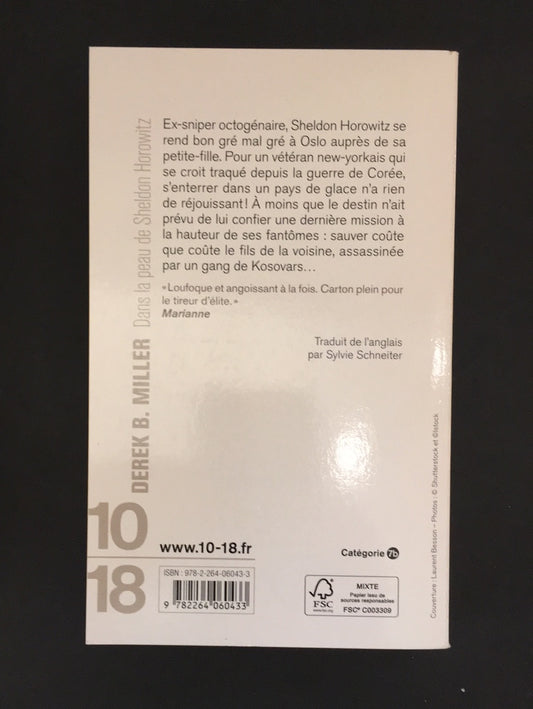 Ex-sniper octogénaire, Sheldon Horowitz se
rend bon gré mal gré à Oslo auprès de sa
petite-fille. Pour un vétéran new-yorkais qui
se croit traqué depuis la guerre de Corée,
s'enterrer dans un pays de glace n'a rien
de réjouissant ! À moins que le destin n'ait
prévu de lui confier une dernière mission à
la hauteur de ses fantômes : sauver coûte
que coûte le fils de la voisine, assassinée
par un gang de Kosovars…
« Loufoque et angoissant à la fois. Carton plein pour
le tireur d'élite. »
Marianne
Traduit de l'anglais
par Sylvie Schneiter
DEREK B. MILLER Dans la peau de Sheldon Horowitz
10
18
www.10-18.fr
Catégorie 7b
ISBN : 978-2-264-06043-3
9 782264 060433
FSC
www.fsc.org
MIXTE
Papier issu de
sources responsables
FSC® C003309
Couverture : Laurent Besson – Photos : © Shutterstock et ©Istock